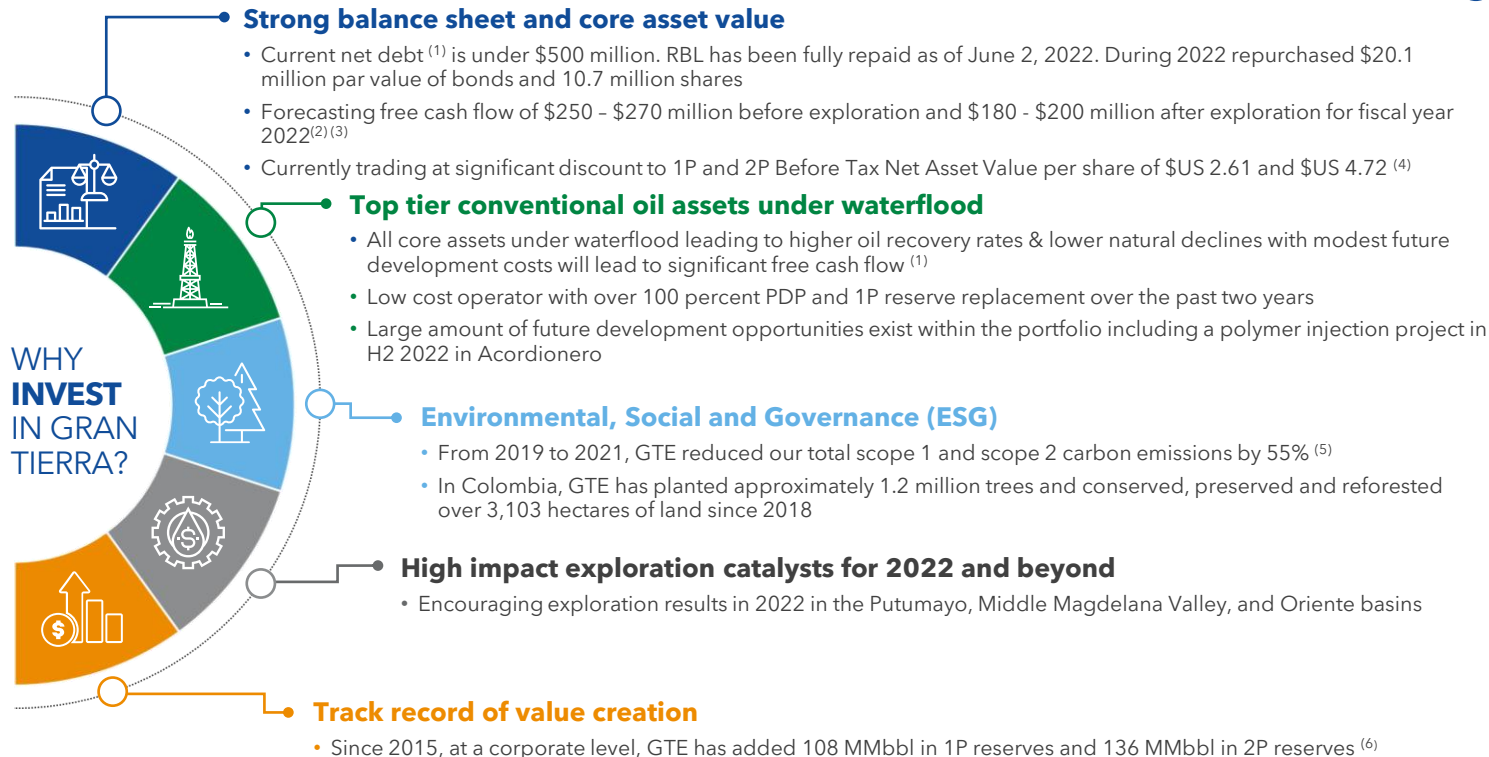 Strong balance sheet and core asset value
• Current net debt (1) is under $500 million. RBL has been fully repaid as of June 2, 2022. During 2022 repurchased $20.1
million par value of bonds and 10.7 million shares
• Forecasting free cash flow of $250 – $270 million before exploration and $180 - $200 million after exploration for fiscal year
2022(2) (3)
• Currently trading at significant discount to 1P and 2P Before Tax Net Asset Value per share of $US 2.61 and $US 4.72 (4)
Top tier conventional oil assets under waterflood
• All core assets under waterflood leading to higher oil recovery rates & lower natural declines with modest future
development costs will lead to significant free cash flow (1)
• Low cost operator with over 100 percent PDP and 1P reserve replacement over the past two years
• Large amount of future development opportunities exist within the portfolio including a polymer injection project in
H2 2022 in Acordionero
WHY
INVEST
IN GRAN
TIERRA?
Environmental, Social and Governance (ESG)
• From 2019 to 2021, GTE reduced our total scope 1 and scope 2 carbon emissions by 55% (5)
• In Colombia, GTE has planted approximately 1.2 million trees and conserved, preserved and reforested
over 3,103 hectares of land since 2018
High impact exploration catalysts for 2022 and beyond
• Encouraging exploration results in 2022 in the Putumayo, Middle Magdelana Valley, and Oriente basins
$
$
Track record of value creation
• Since 2015, at a corporate level, GTE has added 108 MMbbl in 1P reserves and 136 MMbbl in 2P reserves (6)